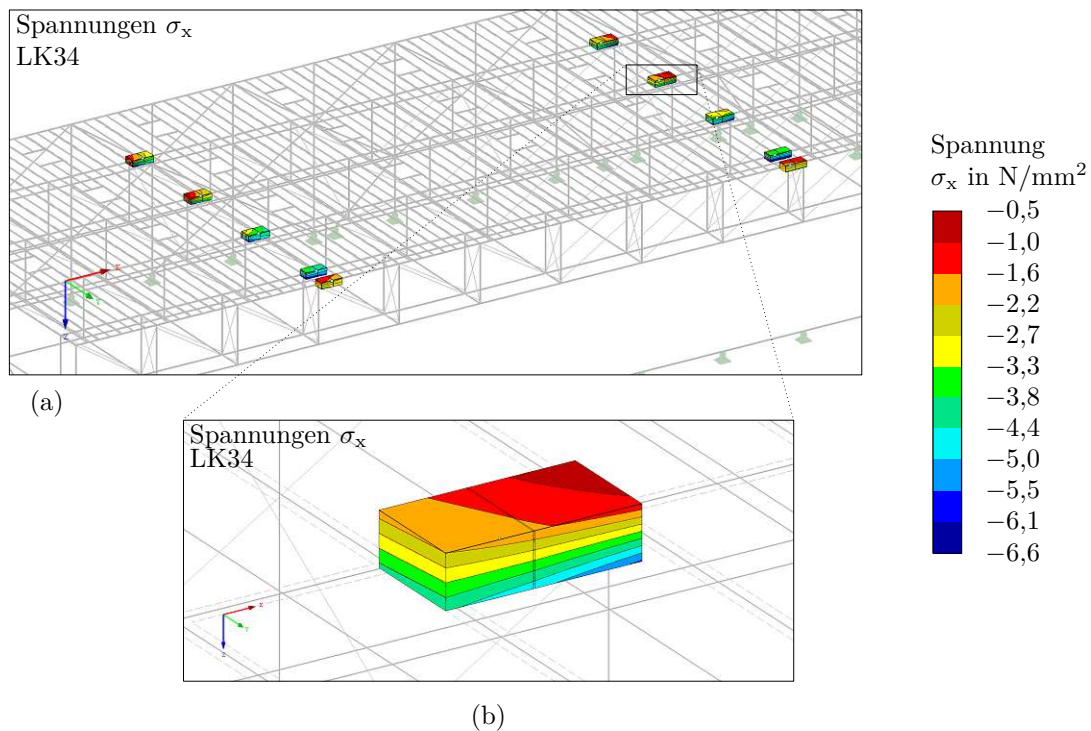 Spannungen σx
LK34
X
Y
Z
(a)
Spannungen σx
LK34
X
Y
Z
(b)
Spannung
σx in N/mm²
−0,5
−1,0
−1,6
−2,2
−2,7
−3,3
−3,8
−4,4
−5,0
−5,5
−6,1
−6,6